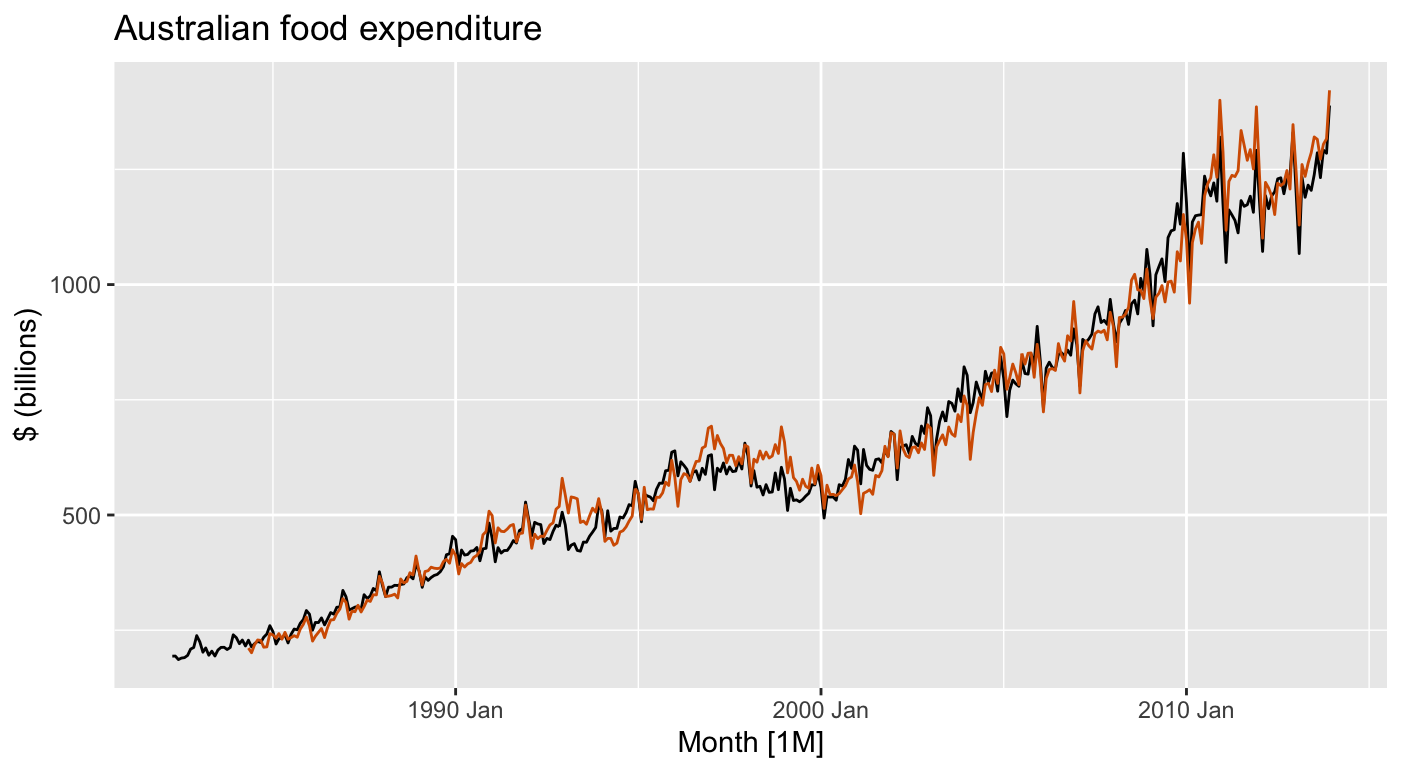 Australian food expenditure
$ (billions)
1000
500
1990 Jan
2000 Jan
2010 Jan
Month [1M]